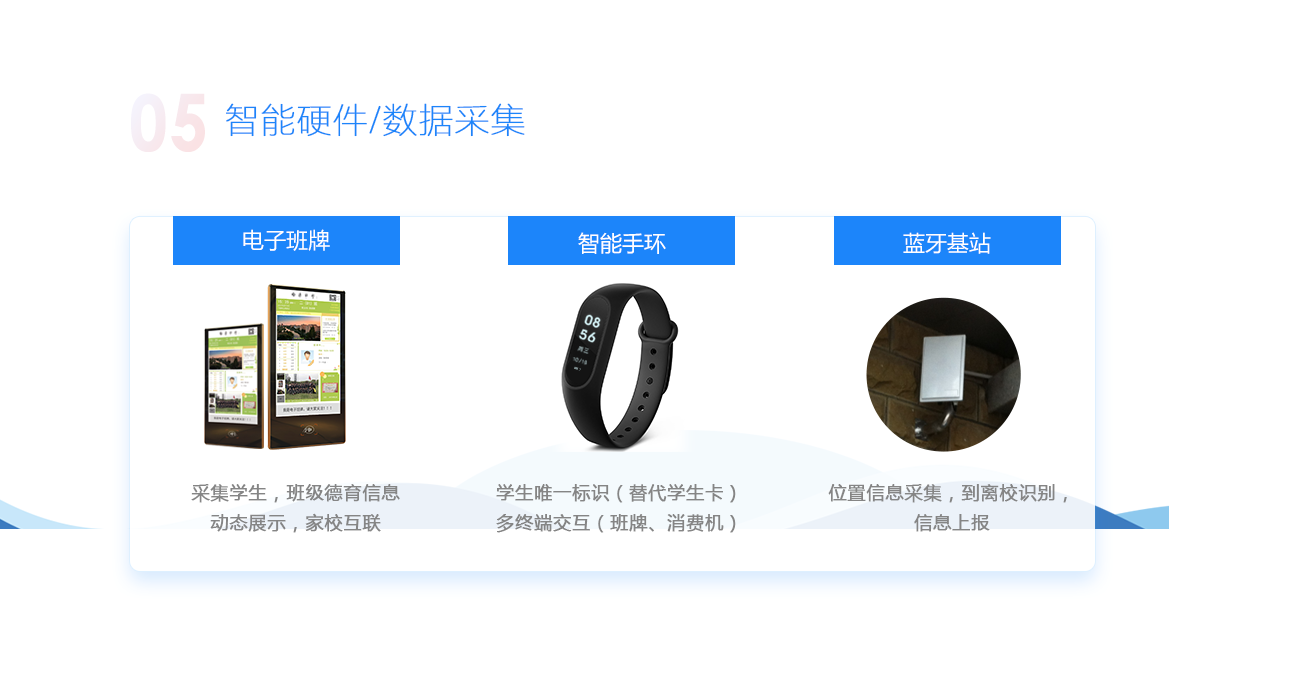 05 智能硬件/数据采集
电子班牌
智能手环
蓝牙基站
08
56
周三
10/16
采集学生，班级德育信息
动态展示，家校互联
学生唯一标识（替代学生卡）
多终端交互（班牌、消费机）
位置信息采集，到离校识别，
信息上报